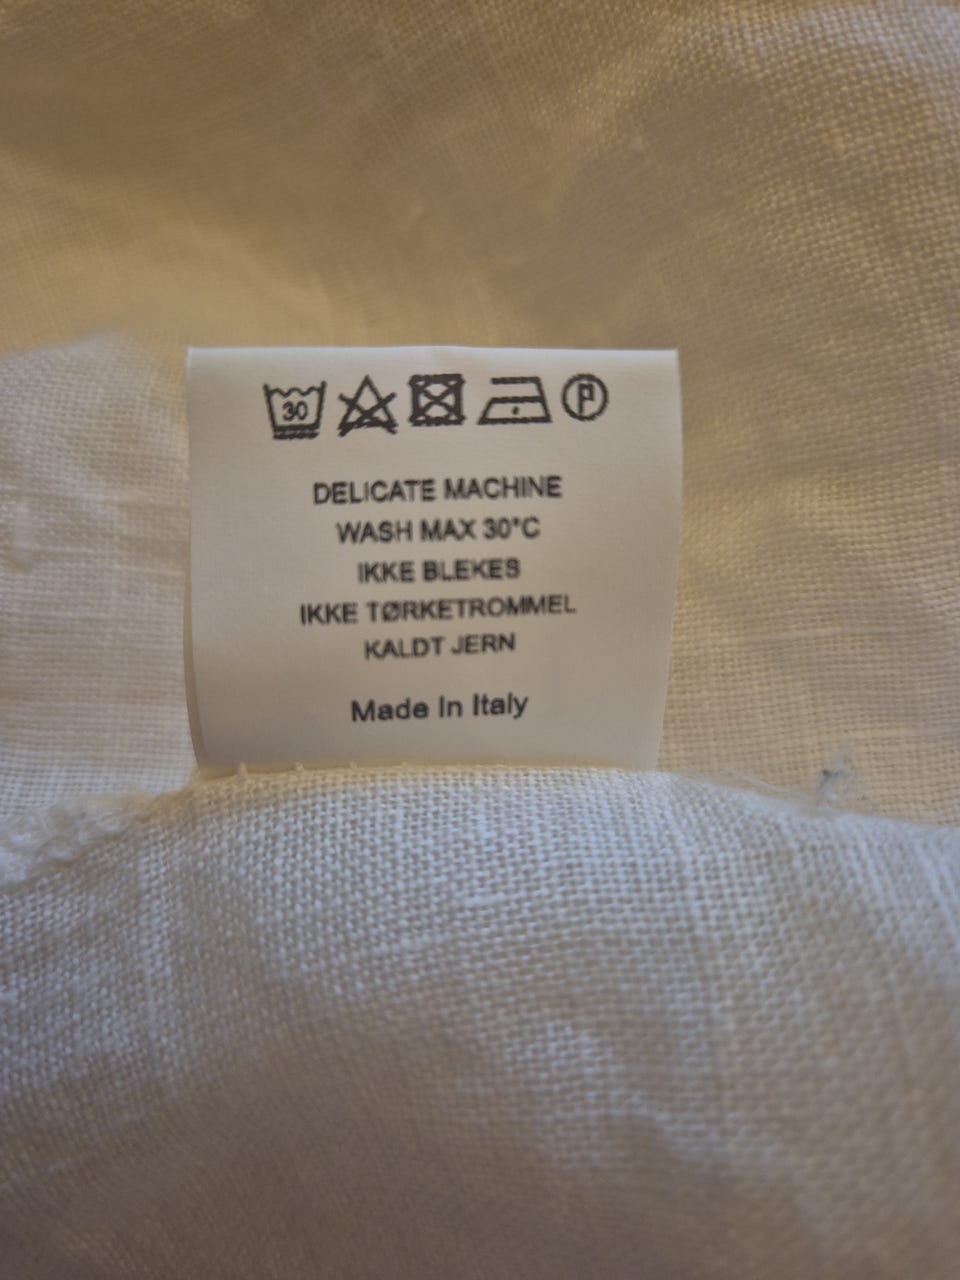 30
P
DELICATE MACHINE
WASH MAX 30°C
IKKE BLEKES
IKKE TØRKETROMMEL
KALDT JERN
Made In Italy